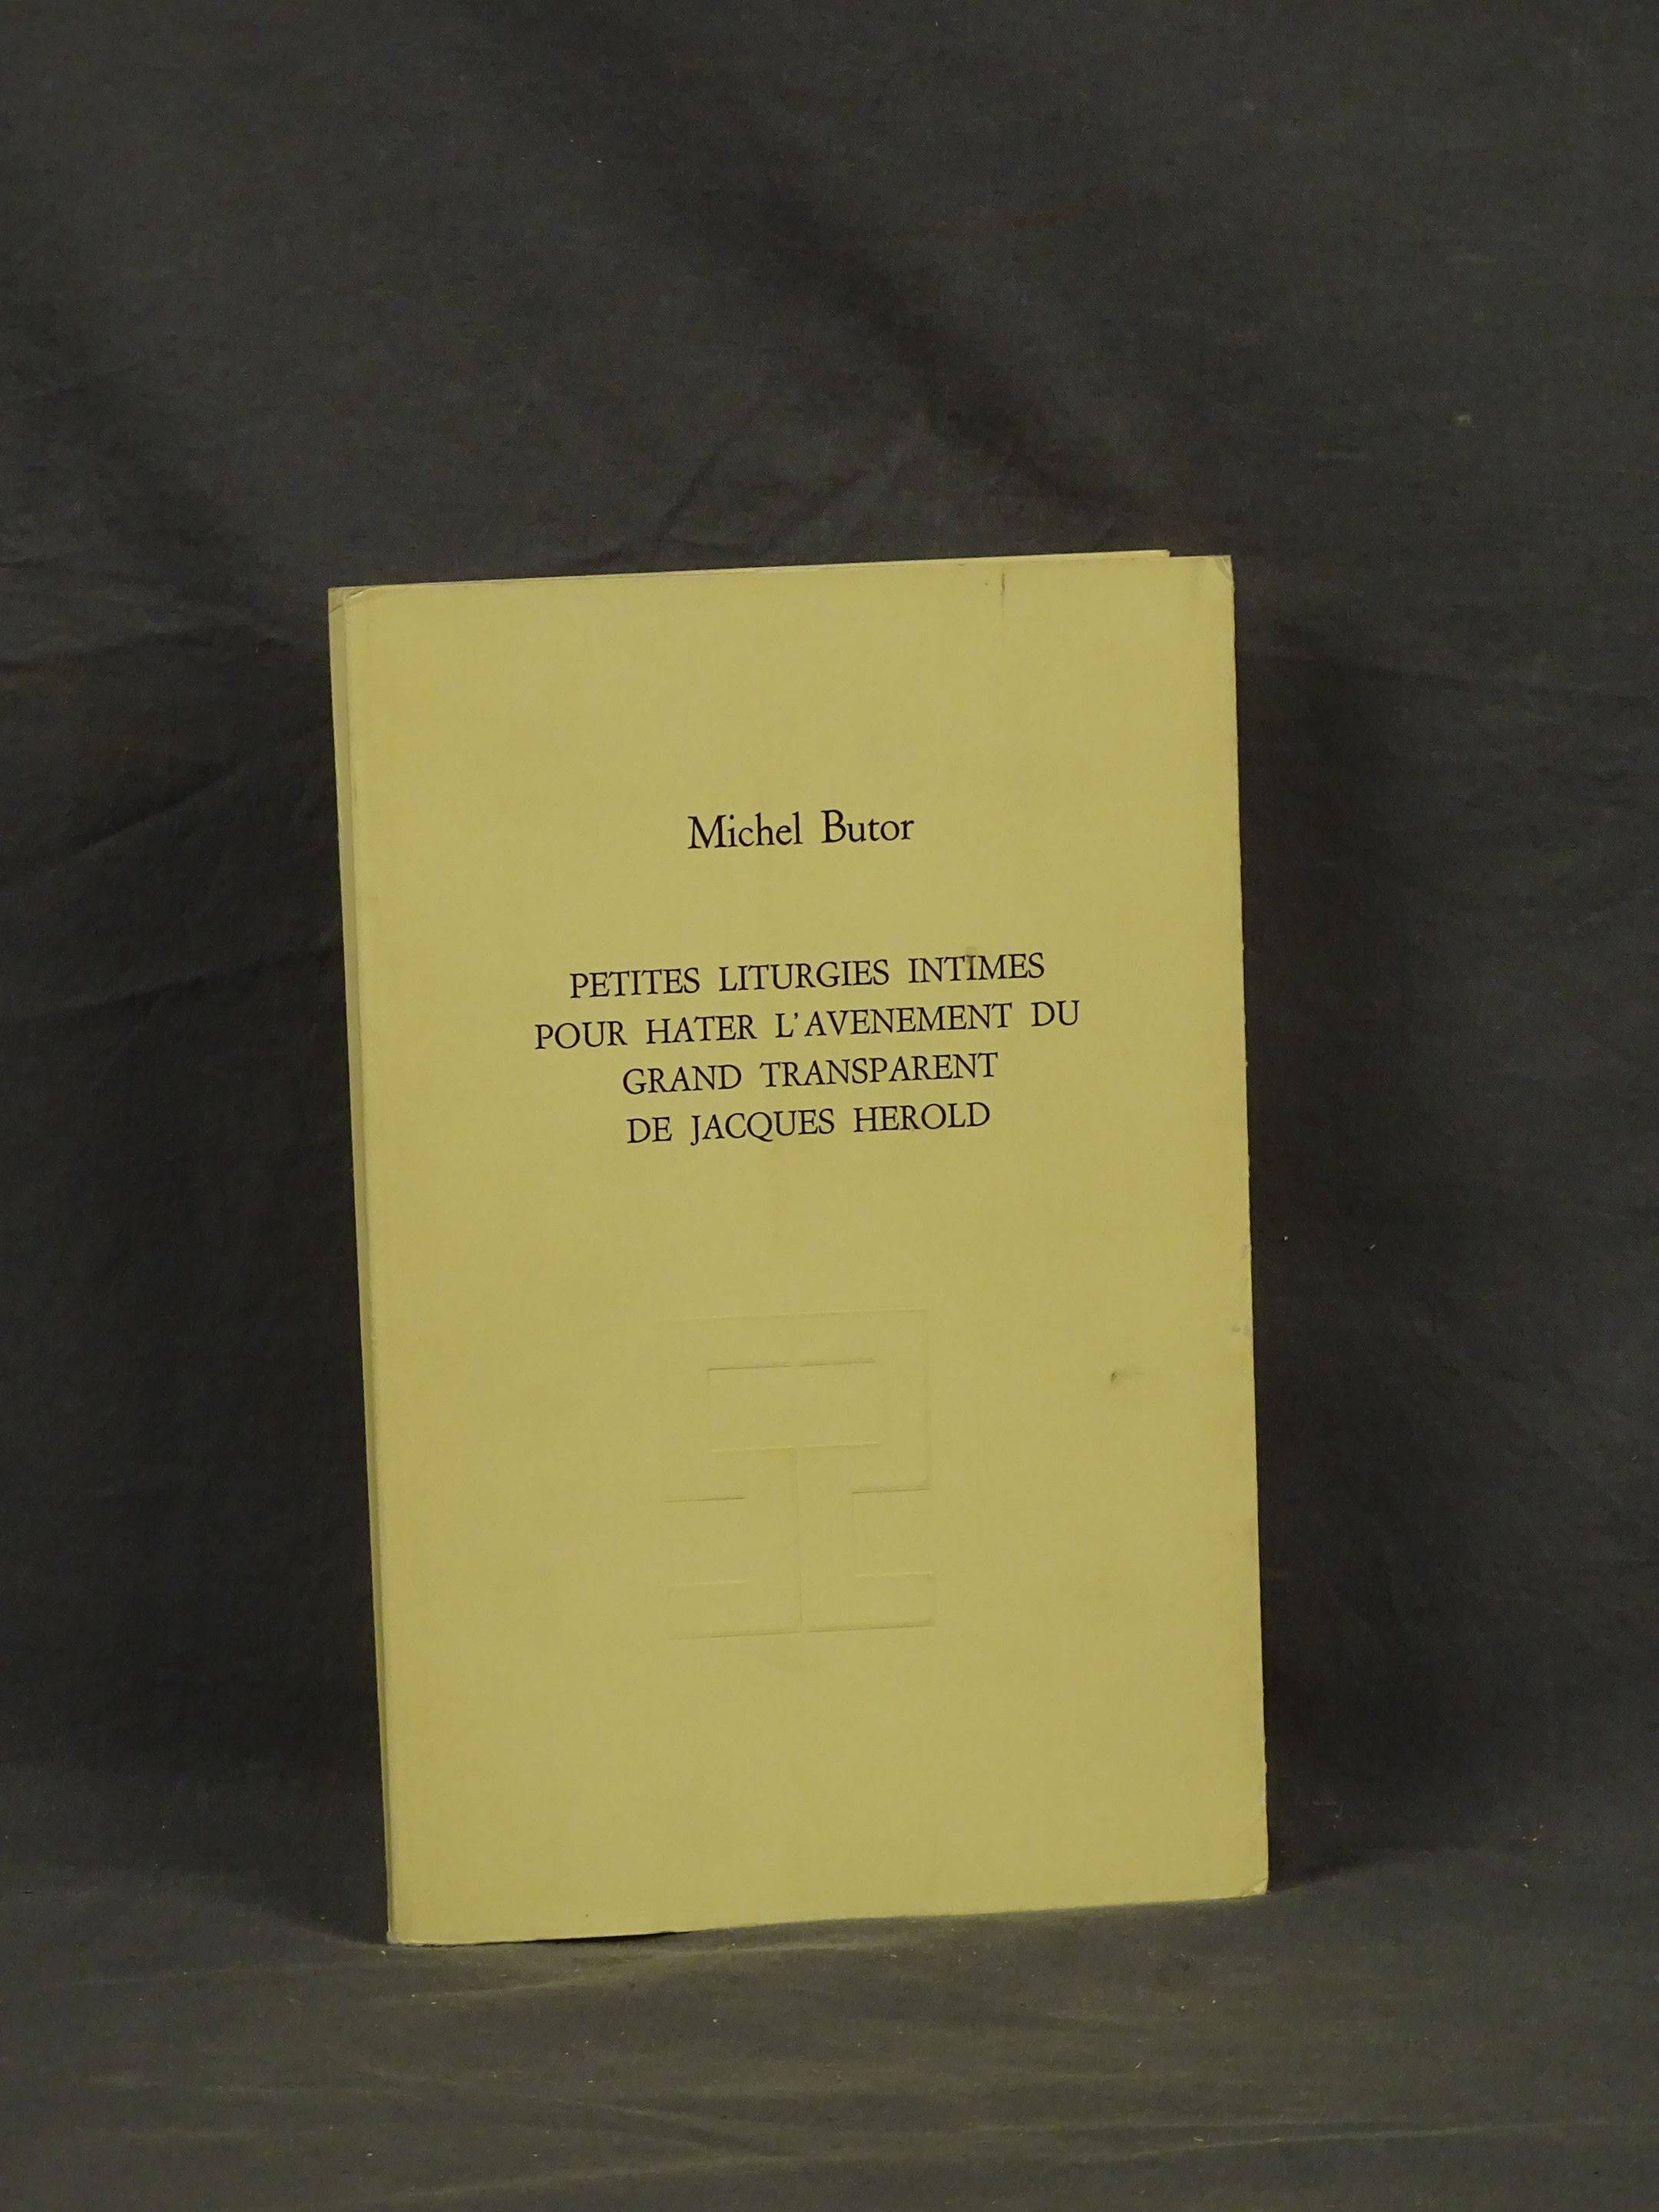 Michel Butor
PETITES LITURGIES INTIMES
POUR HATER L'AVENEMENT DU
GRAND TRANSPARENT
DE JACQUES HEROLD